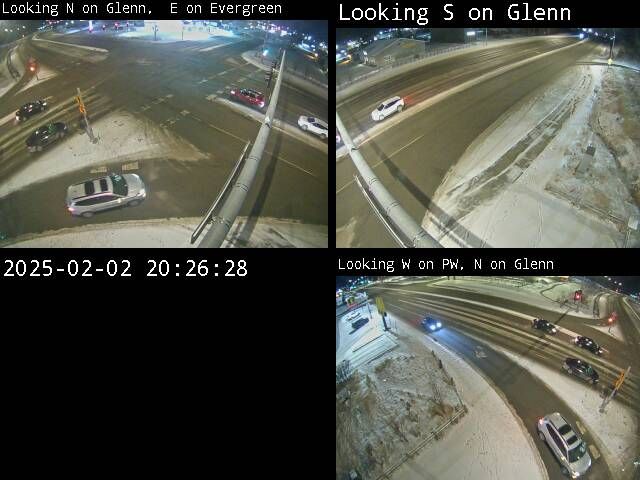 Looking N on Glenn, E on Evergreen
Looking S on Glenn
2025-02-02 20:26:28
Looking W on PW, N on Glenn